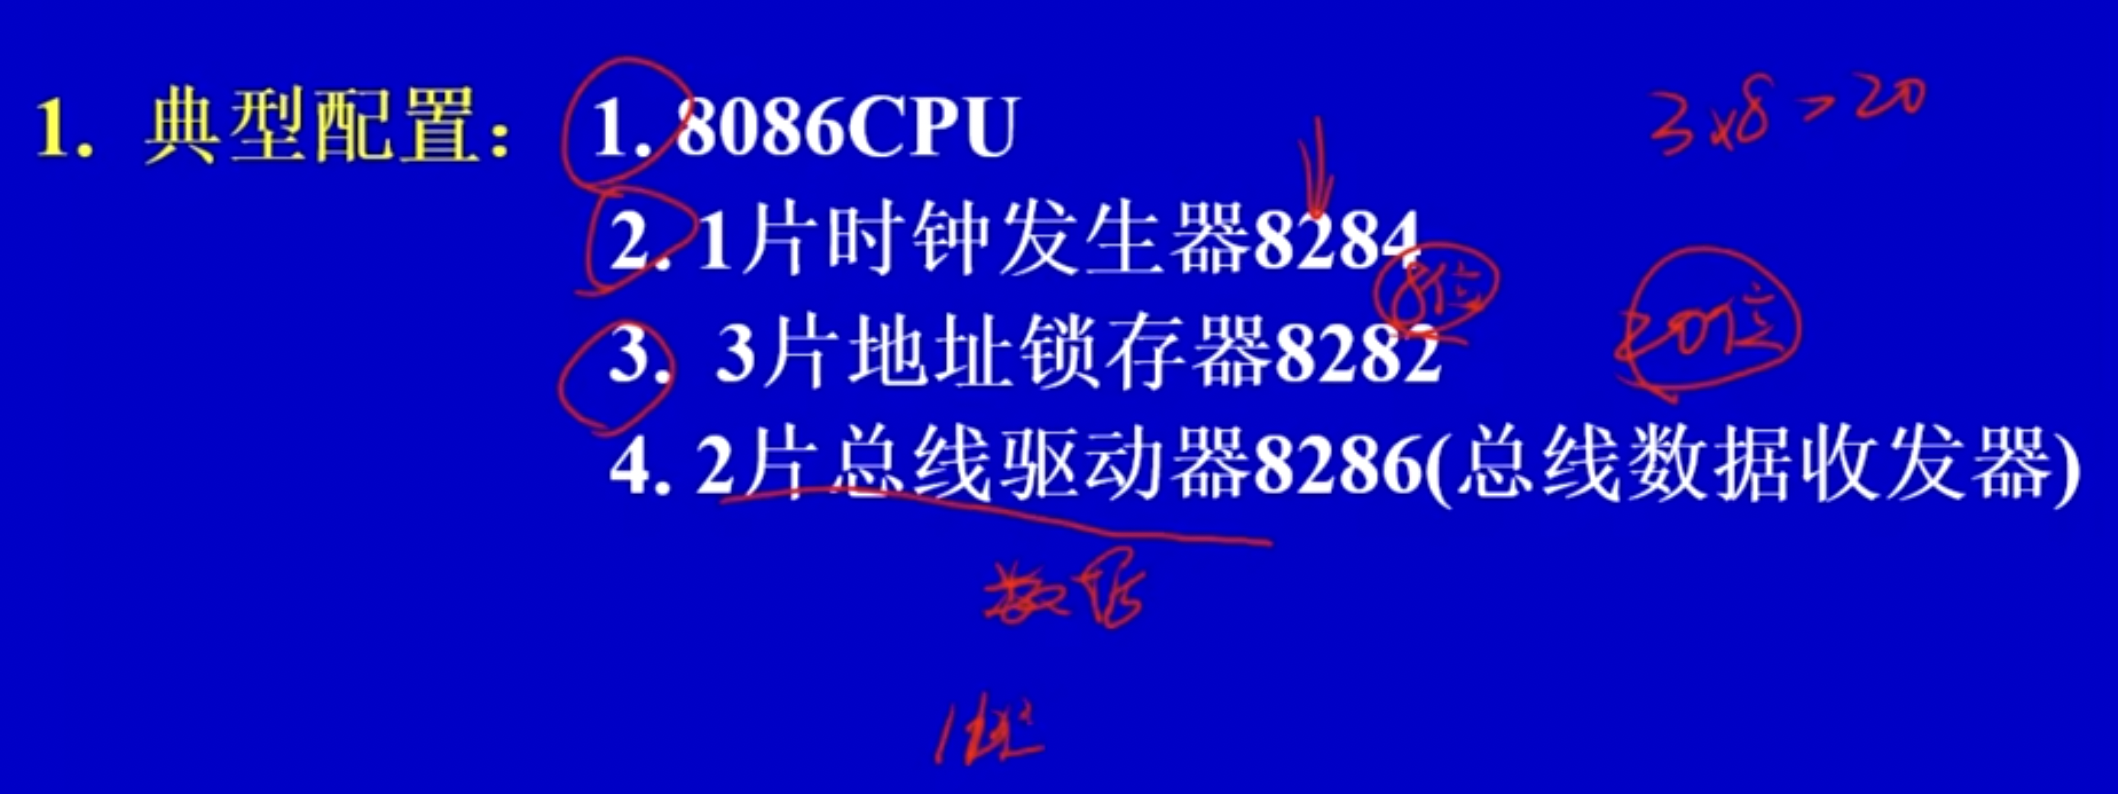 1. 典型配置: 1. 8086CPU
3×8>20
2. 1片时钟发生器8284
8位
20位
3. 3片地址锁存器8282
4. 2片总线驱动器8286(总线数据收发器)
数据